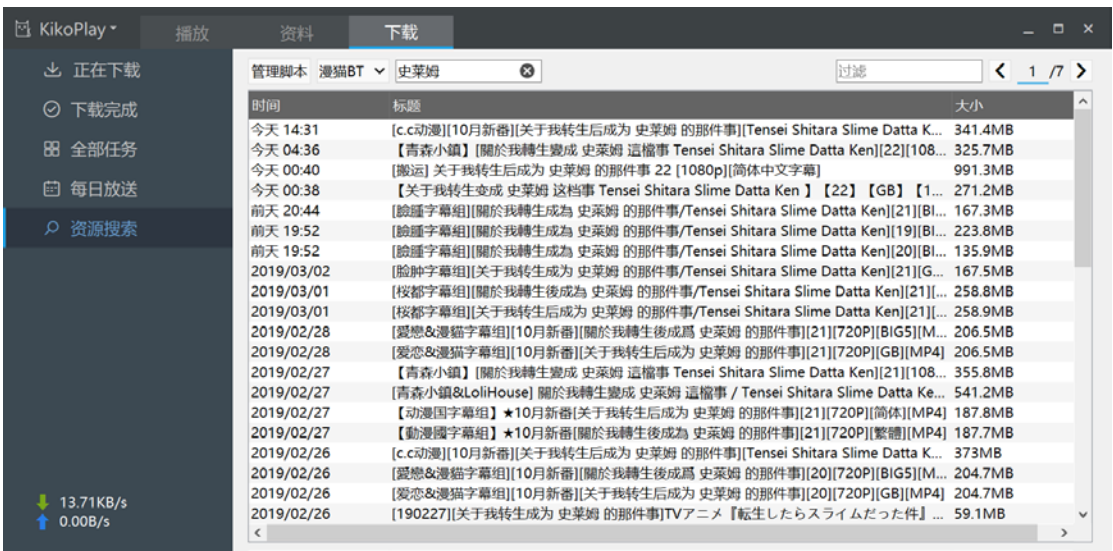 KikoPlay
播放
资料
下载
正在下载
下载完成
全部任务
每日放送
资源搜索
13.71KB/s
0.00B/s
管理脚本 漫猫BT 史莱姆 过滤 1 /7
时间 标题 大小
今天 14:31 [c.c动漫][10月新番][关于我转生后成为 史莱姆 的那件事][Tensei Shitara Slime Datta K... 341.4MB
今天 04:36 【青森小鎮】[關於我轉生變成 史莱姆 這檔事 Tensei Shitara Slime Datta Ken][22][108... 325.7MB
今天 00:40 [搬运] 关于我转生后成为 史莱姆 的那件事 22 [1080p][简体中文字幕] 991.3MB
今天 00:38 【关于我转生变成 史莱姆 这档事 Tensei Shitara Slime Datta Ken 】【22】【GB】【1... 271.2MB
前天 20:44 [臉腫字幕組][關於我轉生成為 史莱姆 的那件事/Tensei Shitara Slime Datta Ken][21][BI... 167.3MB
前天 19:52 [臉腫字幕組][關於我轉生成為 史莱姆 的那件事/Tensei Shitara Slime Datta Ken][19][BI... 223.8MB
前天 19:52 [臉腫字幕組][關於我轉生成為 史莱姆 的那件事/Tensei Shitara Slime Datta Ken][20][BI... 135.9MB
2019/03/02 [脸肿字幕组][关于我转生成为 史莱姆 的那件事/Tensei Shitara Slime Datta Ken][21][G... 167.5MB
2019/03/01 [桜都字幕组][關於我轉生後成為 史莱姆 的那件事/Tensei Shitara Slime Datta Ken][21][... 258.8MB
2019/03/01 [桜都字幕组][关于我转生后成为 史莱姆 的那件事/Tensei Shitara Slime Datta Ken][21][... 258.9MB
2019/02/28 [愛戀&漫貓字幕組][10月新番][關於我轉生後成爲 史莱姆 的那件事][21][720P][BIG5][M... 206.5MB
2019/02/28 [爱恋&漫猫字幕组][10月新番][关于我转生后成为 史莱姆 的那件事][21][720P][GB][MP4] 206.5MB
2019/02/27 【青森小鎮】[關於我轉生變成 史莱姆 這檔事 Tensei Shitara Slime Datta Ken][21][108... 355.8MB
2019/02/27 [青森小鎮&LoliHouse] 關於我轉生變成 史莱姆 這檔事 / Tensei Shitara Slime Datta Ke... 541.2MB
2019/02/27 【动漫国字幕组】★10月新番[关于我转生后成为 史莱姆 的那件事][21][720P][简体][MP4] 187.8MB
2019/02/27 【動漫國字幕組】★10月新番[關於我轉生後成為 史莱姆 的那件事][21][720P][繁體][MP4] 187.7MB
2019/02/26 [c.c动漫][10月新番][关于我转生后成为 史莱姆 的那件事][Tensei Shitara Slime Datta K... 373MB
2019/02/26 [愛戀&漫貓字幕組][10月新番][關於我轉生後成爲 史莱姆 的那件事][20][720P][BIG5][M... 204.7MB
2019/02/26 [爱恋&漫猫字幕组][10月新番][关于我转生后成为 史莱姆 的那件事][20][720P][GB][MP4] 204.7MB
2019/02/26 [190227][关于我转生成为 史莱姆 的那件事]TVアニメ『転生したらスライムだった件』... 59.1MB